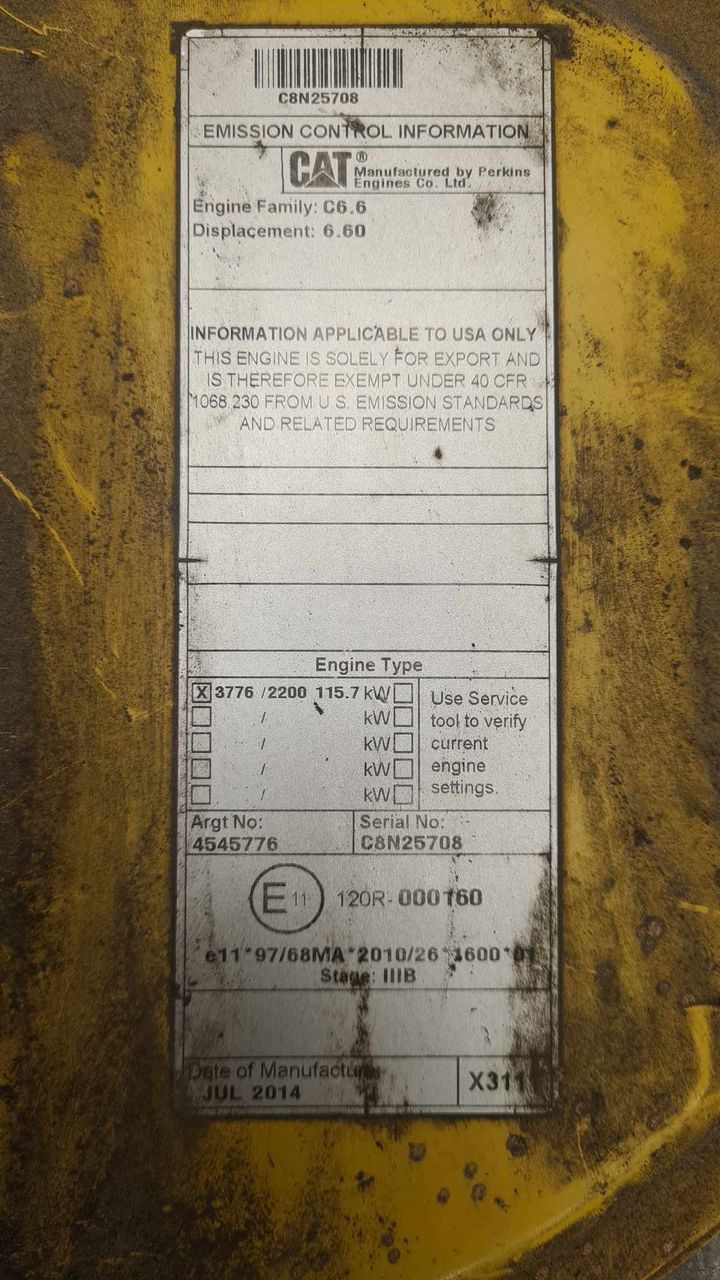 C8N25708
EMISSION CONTROL INFORMATION
CAT® Manufactured by Perkins
Engines Co. Ltd.
Engine Family: C6.6
Displacement: 6.60
INFORMATION APPLICABLE TO USA ONLY
THIS ENGINE IS SOLELY FOR EXPORT AND
IS THEREFORE EXEMPT UNDER 40 CFR
1068.230 FROM U.S. EMISSION STANDARDS
AND RELATED REQUIREMENTS
Engine Type
X 3776 /2200 115.7 kW
/ kW
/ kW
/ kW
/ kW
Use Service
tool to verify
current
engine
settings.
Argt No:
4545776
Serial No:
C8N25708
E 11 120R-000160
e11*97/68MA*2010/26*1600*01
Stage: IIIB
Date of Manufacture
JUL 2014